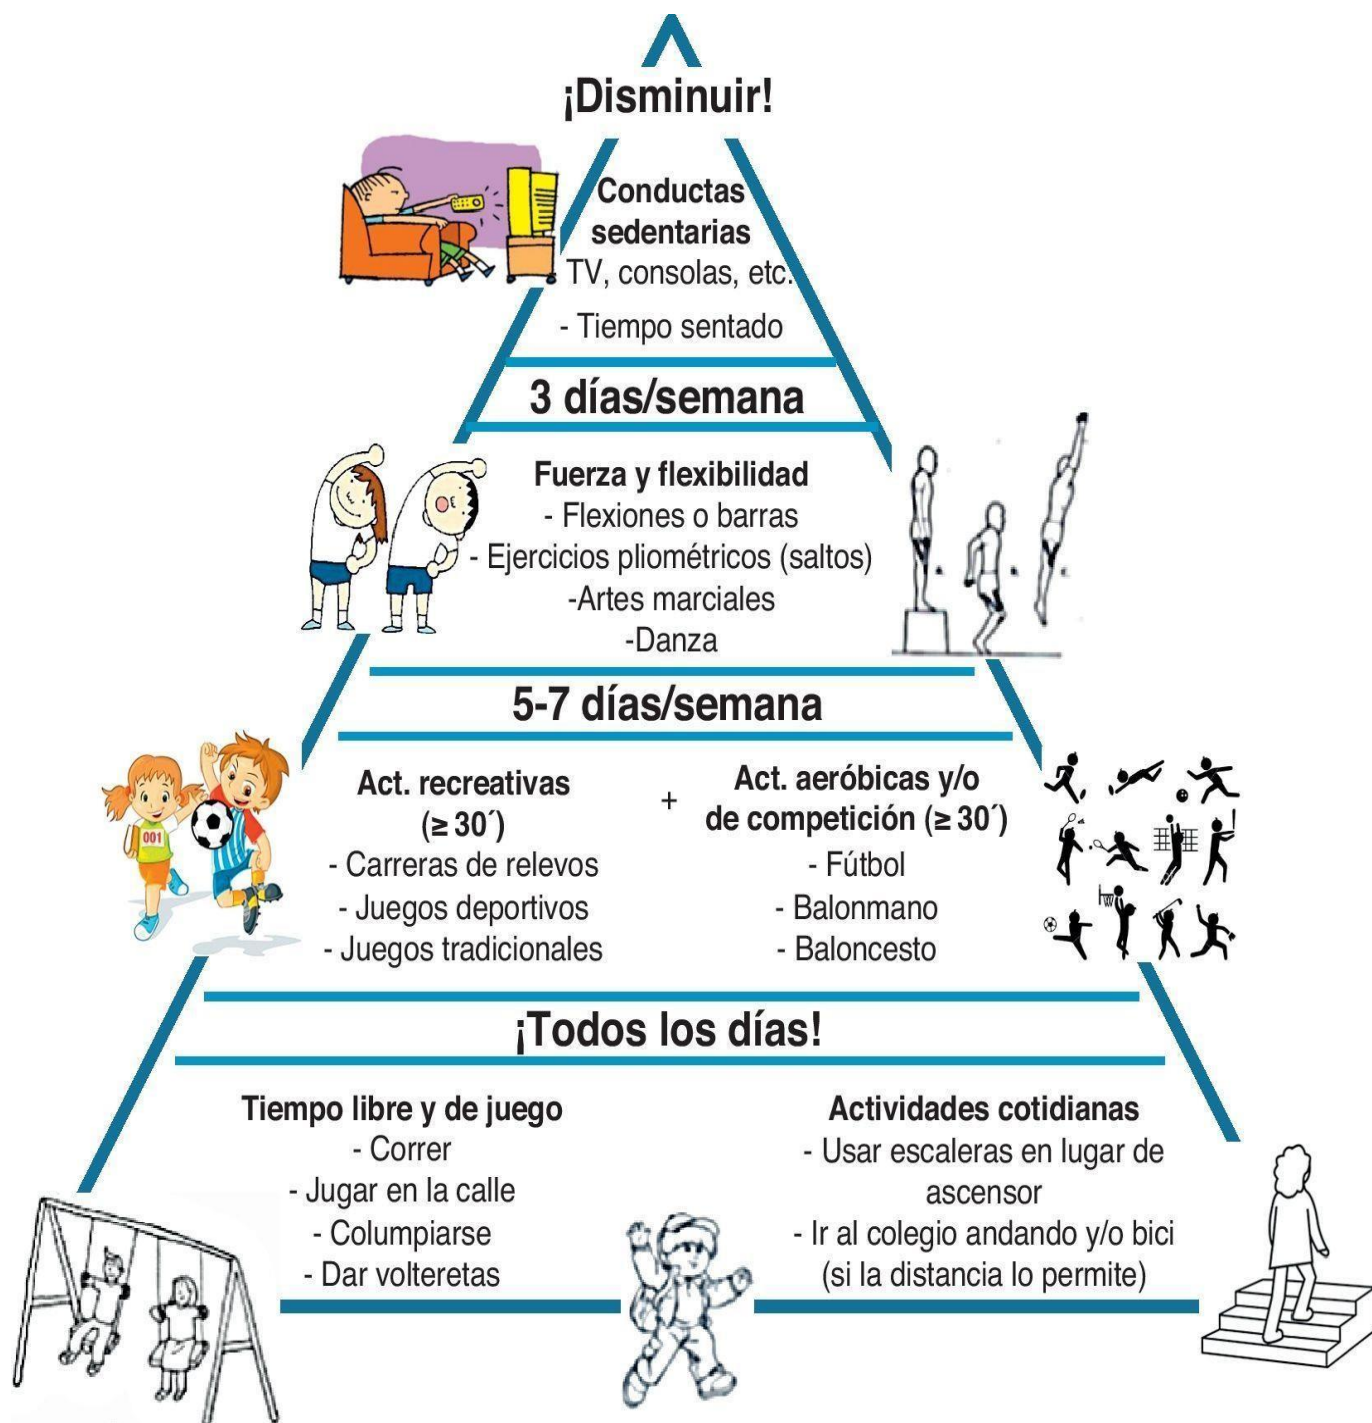 ¡Disminuir!
Conductas
sedentarias
TV, consolas, etc.
- Tiempo sentado
3 días/semana
Fuerza y flexibilidad
- Flexiones o barras
- Ejercicios pliométricos (saltos)
-Artes marciales
-Danza
5-7 días/semana
Act. recreativas
(≥ 30´)
- Carreras de relevos
- Juegos deportivos
- Juegos tradicionales
+
Act. aeróbicas y/o
de competición (≥ 30´)
- Fútbol
- Balonmano
- Baloncesto
001
¡Todos los días!
Tiempo libre y de juego
- Correr
- Jugar en la calle
- Columpiarse
- Dar volteretas
Actividades cotidianas
- Usar escaleras en lugar de
ascensor
- Ir al colegio andando y/o bici
(si la distancia lo permite)